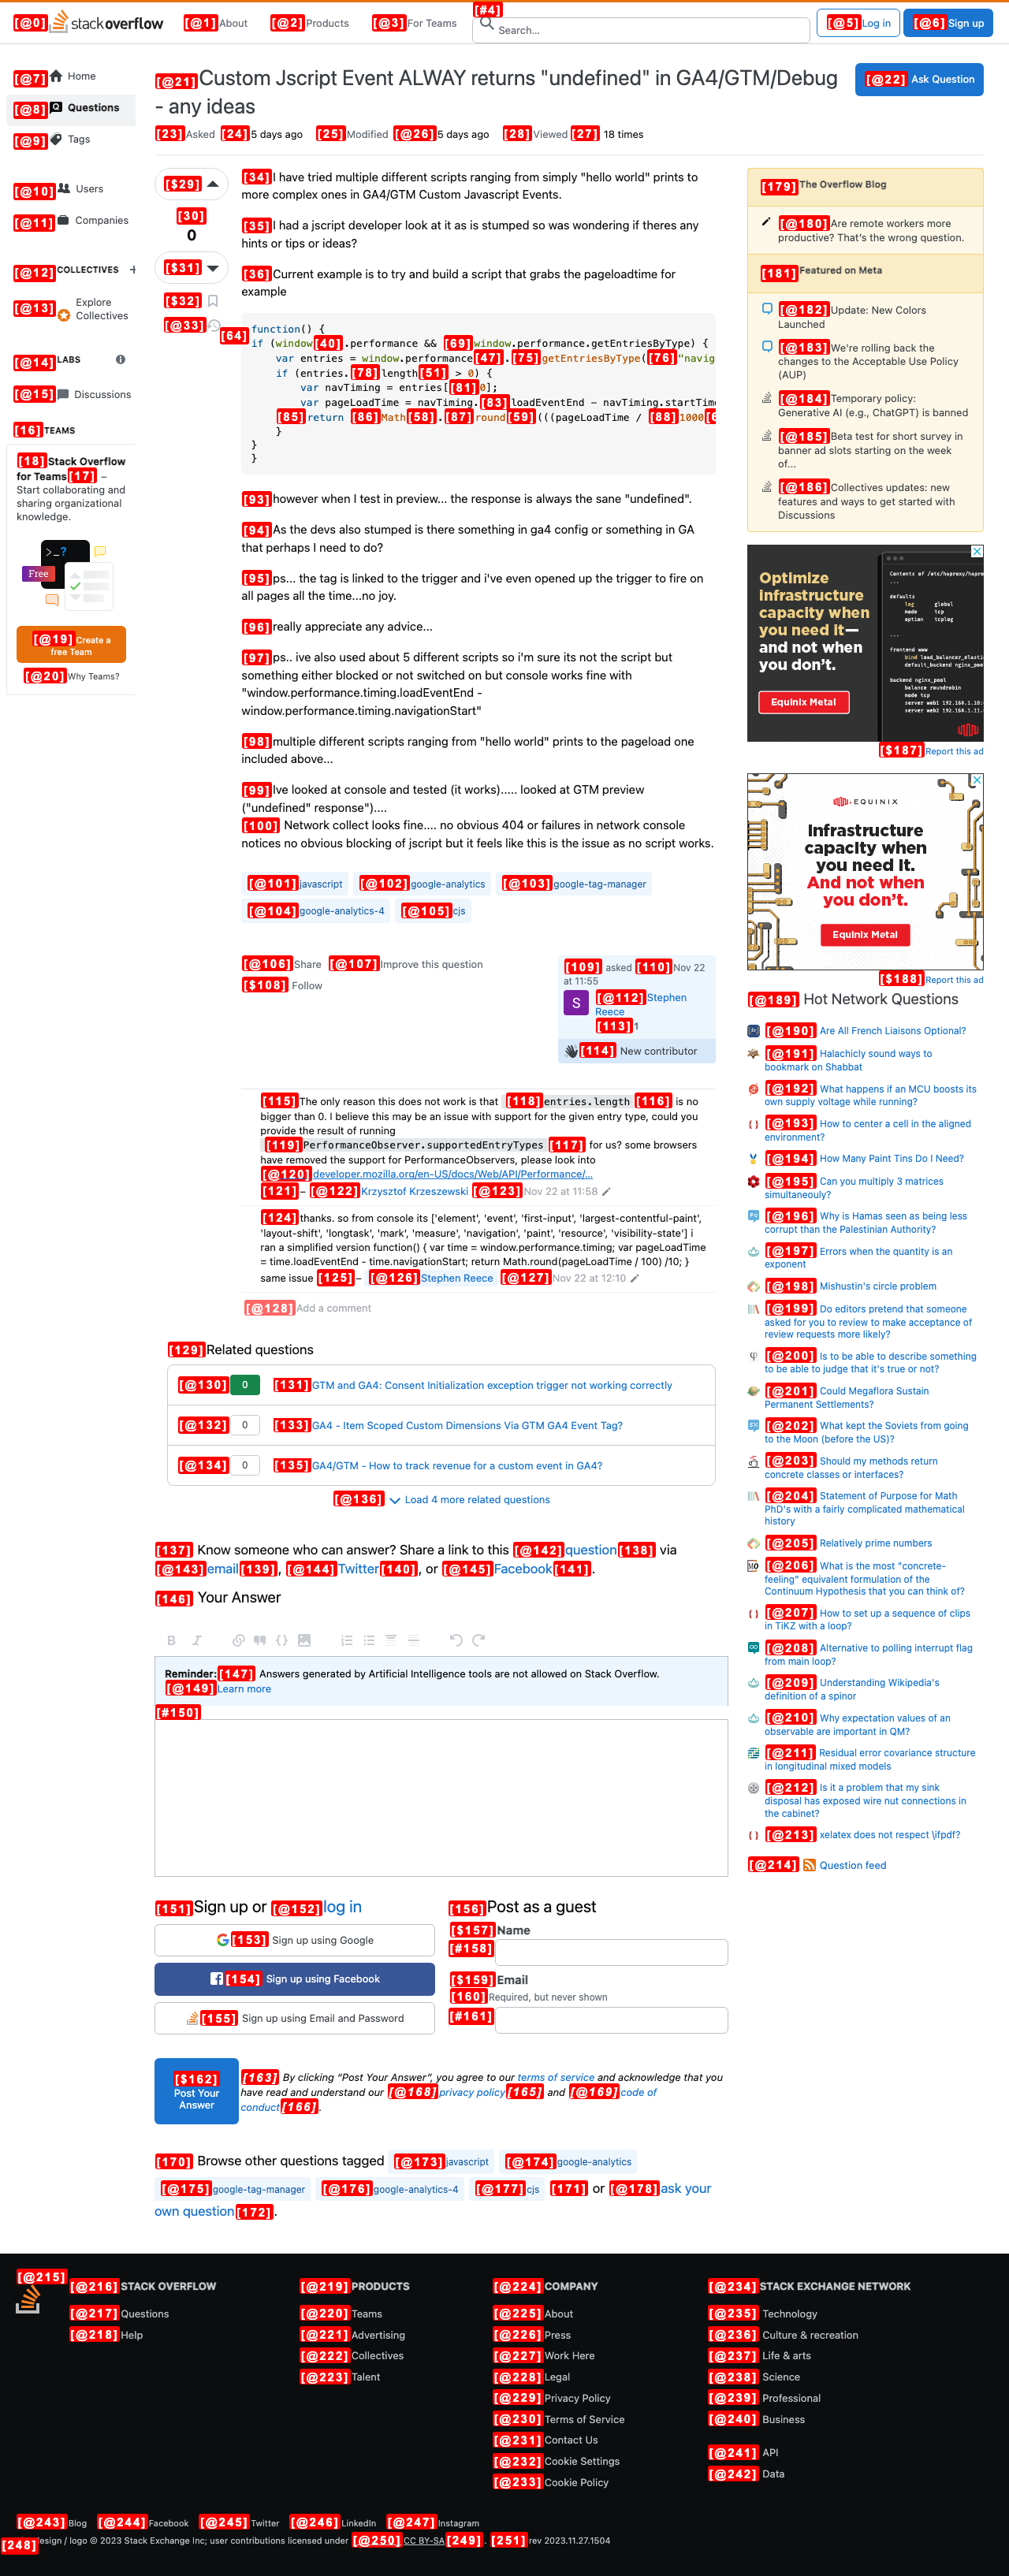 [@0] stackoverflow [@1]About [@2]Products [@3]For Teams [#4] Search... [@5]Log in [@6]Sign up
[@7] Home
[@8] Questions
[@9] Tags
[@10] Users
[@11] Companies
[@12]COLLECTIVES +
[@13] Explore
Collectives
[@14] LABS
[@15] Discussions
[16]TEAMS
[18]Stack Overflow
for Teams[17] –
Start collaborating and
sharing organizational
knowledge.
>_?
Free
[@19]Create a
free Team
[@20]Why Teams?
[@21]Custom Jscript Event ALWAY returns "undefined" in GA4/GTM/Debug
- any ideas
[@22] Ask Question
[23]Asked [24]5 days ago [25]Modified [@26]5 days ago [28]Viewed [27] 18 times
[$29]
[30]
0
[$31]
[$32]
[@33]
[34]I have tried multiple different scripts ranging from simply "hello world" prints to
more complex ones in GA4/GTM Custom Javascript Events.
[35]I had a jscript developer look at it as is stumped so was wondering if theres any
hints or tips or ideas?
[36]Current example is to try and build a script that grabs the pageloadtime for
example
[64]
function() {
if (window[40].performance && [69]window.performance.getEntriesByType) {
var entries = window.performance[47].[75]getEntriesByType([76]"navig
if (entries.[78]length[51] > 0) {
var navTiming = entries[[81]0];
var pageLoadTime = navTiming.[83]loadEventEnd – navTiming.startTime
[85]return [86]Math[58].[87]round[59](((pageLoadTime / [88]1000
}
}
}
[93]however when I test in preview... the response is always the sane "undefined".
[94]As the devs also stumped is there something in ga4 config or something in GA
that perhaps I need to do?
[95]ps... the tag is linked to the trigger and i've even opened up the trigger to fire on
all pages all the time...no joy.
[96]really appreciate any advice...
[97]ps.. ive also used about 5 different scripts so i'm sure its not the script but
something either blocked or not switched on but console works fine with
"window.performance.timing.loadEventEnd -
window.performance.timing.navigationStart"
[98]multiple different scripts ranging from "hello world" prints to the pageload one
included above...
[99]Ive looked at console and tested (it works)..... looked at GTM preview
("undefined" response")....
[100] Network collect looks fine.... no obvious 404 or failures in network console
notices no obvious blocking of jscript but it feels like this is the issue as no script works.
[@101]javascript [@102]google-analytics [@103]google-tag-manager
[@104]google-analytics-4 [@105]cjs
[@106]Share [@107]Improve this question
[$108] Follow
[109] asked [110]Nov 22
at 11:55
S [@112]Stephen
Reece
[113]1
[114] New contributor
[115]The only reason this does not work is that [118]entries.length [116] is no
bigger than 0. I believe this may be an issue with support for the given entry type, could you
provide the result of running
[119]PerformanceObserver.supportedEntryTypes [117] for us? some browsers
have removed the support for PerformanceObservers, please look into
[@120]developer.mozilla.org/en-US/docs/Web/API/Performance/...
[121]– [@122]Krzysztof Krzeszewski [@123]Nov 22 at 11:58
[124]thanks. so from console its ['element', 'event', 'first-input', 'largest-contentful-paint',
'layout-shift', 'longtask', 'mark', 'measure', 'navigation', 'paint', 'resource', 'visibility-state'] i
ran a simplified version function() { var time = window.performance.timing; var pageLoadTime
= time.loadEventEnd - time.navigationStart; return Math.round(pageLoadTime / 100) /10; }
same issue [125]– [@126]Stephen Reece [@127]Nov 22 at 12:10
[@128]Add a comment
[129]Related questions
[@130] 0 [131]GTM and GA4: Consent Initialization exception trigger not working correctly
[@132] 0 [133]GA4 - Item Scoped Custom Dimensions Via GTM GA4 Event Tag?
[@134] 0 [135]GA4/GTM - How to track revenue for a custom event in GA4?
[@136] Load 4 more related questions
[137] Know someone who can answer? Share a link to this [@142]question[138] via
[@143]email[139], [@144]Twitter[140], or [@145]Facebook[141].
[146] Your Answer
B I
Reminder:[147] Answers generated by Artificial Intelligence tools are not allowed on Stack Overflow.
[@149]Learn more
[#150]
[151]Sign up or [@152]log in
[153] Sign up using Google
[154] Sign up using Facebook
[155] Sign up using Email and Password
[156]Post as a guest
[$157]Name
[#158]
[$159]Email
[160]Required, but never shown
[#161]
[$162]
Post Your
Answer
[163] By clicking “Post Your Answer”, you agree to our terms of service and acknowledge that you
have read and understand our [@168]privacy policy[165] and [@169]code of
conduct[166].
[170] Browse other questions tagged [@173]javascript [@174]google-analytics
[@175]google-tag-manager [@176]google-analytics-4 [@177]cjs [171] or [@178]ask your
own question[172].
[179]The Overflow Blog
[@180]Are remote workers more
productive? That’s the wrong question.
[181]Featured on Meta
[@182]Update: New Colors
Launched
[@183]We're rolling back the
changes to the Acceptable Use Policy
(AUP)
[@184]Temporary policy:
Generative AI (e.g., ChatGPT) is banned
[@185]Beta test for short survey in
banner ad slots starting on the week
of...
[@186]Collectives updates: new
features and ways to get started with
Discussions
Optimize
infrastructure
capacity when
you need it—
and not when
you don’t.
Equinix Metal
[$187]Report this ad
EQUINIX
Infrastructure
capacity when
you need it.
And not when
you don’t.
Equinix Metal
[$188]Report this ad
[@189] Hot Network Questions
[@190] Are All French Liaisons Optional?
[@191] Halachicly sound ways to
bookmark on Shabbat
[@192] What happens if an MCU boosts its
own supply voltage while running?
[@193] How to center a cell in the aligned
environment?
[@194] How Many Paint Tins Do I Need?
[@195] Can you multiply 3 matrices
simultaneouly?
[@196] Why is Hamas seen as being less
corrupt than the Palestinian Authority?
[@197] Errors when the quantity is an
exponent
[@198] Mishustin's circle problem
[@199] Do editors pretend that someone
asked for you to review to make acceptance of
review requests more likely?
[@200] Is to be able to describe something
to be able to judge that it's true or not?
[@201] Could Megaflora Sustain
Permanent Settlements?
[@202] What kept the Soviets from going
to the Moon (before the US)?
[@203] Should my methods return
concrete classes or interfaces?
[@204] Statement of Purpose for Math
PhD's with a fairly complicated mathematical
history
[@205] Relatively prime numbers
[@206] What is the most "concrete-
feeling" equivalent formulation of the
Continuum Hypothesis that you can think of?
[@207] How to set up a sequence of clips
in TiKZ with a loop?
[@208] Alternative to polling interrupt flag
from main loop?
[@209] Understanding Wikipedia's
definition of a spinor
[@210] Why expectation values of an
observable are important in QM?
[@211] Residual error covariance structure
in longitudinal mixed models
[@212] Is it a problem that my sink
disposal has exposed wire nut connections in
the cabinet?
[@213] xelatex does not respect \ifpdf?
[@214] Question feed
[@215]
[@216]STACK OVERFLOW
[@217]Questions
[@218]Help
[@219]PRODUCTS
[@220]Teams
[@221]Advertising
[@222]Collectives
[@223]Talent
[@224]COMPANY
[@225]About
[@226]Press
[@227]Work Here
[@228]Legal
[@229]Privacy Policy
[@230]Terms of Service
[@231]Contact Us
[@232]Cookie Settings
[@233]Cookie Policy
[@234]STACK EXCHANGE NETWORK
[@235] Technology
[@236] Culture & recreation
[@237] Life & arts
[@238] Science
[@239] Professional
[@240] Business
[@241] API
[@242] Data
[@243]Blog [@244]Facebook [@245]Twitter [@246]LinkedIn [@247]Instagram
[248]esign / logo © 2023 Stack Exchange Inc; user contributions licensed under [@250]CC BY-SA[249]. [251]rev 2023.11.27.1504